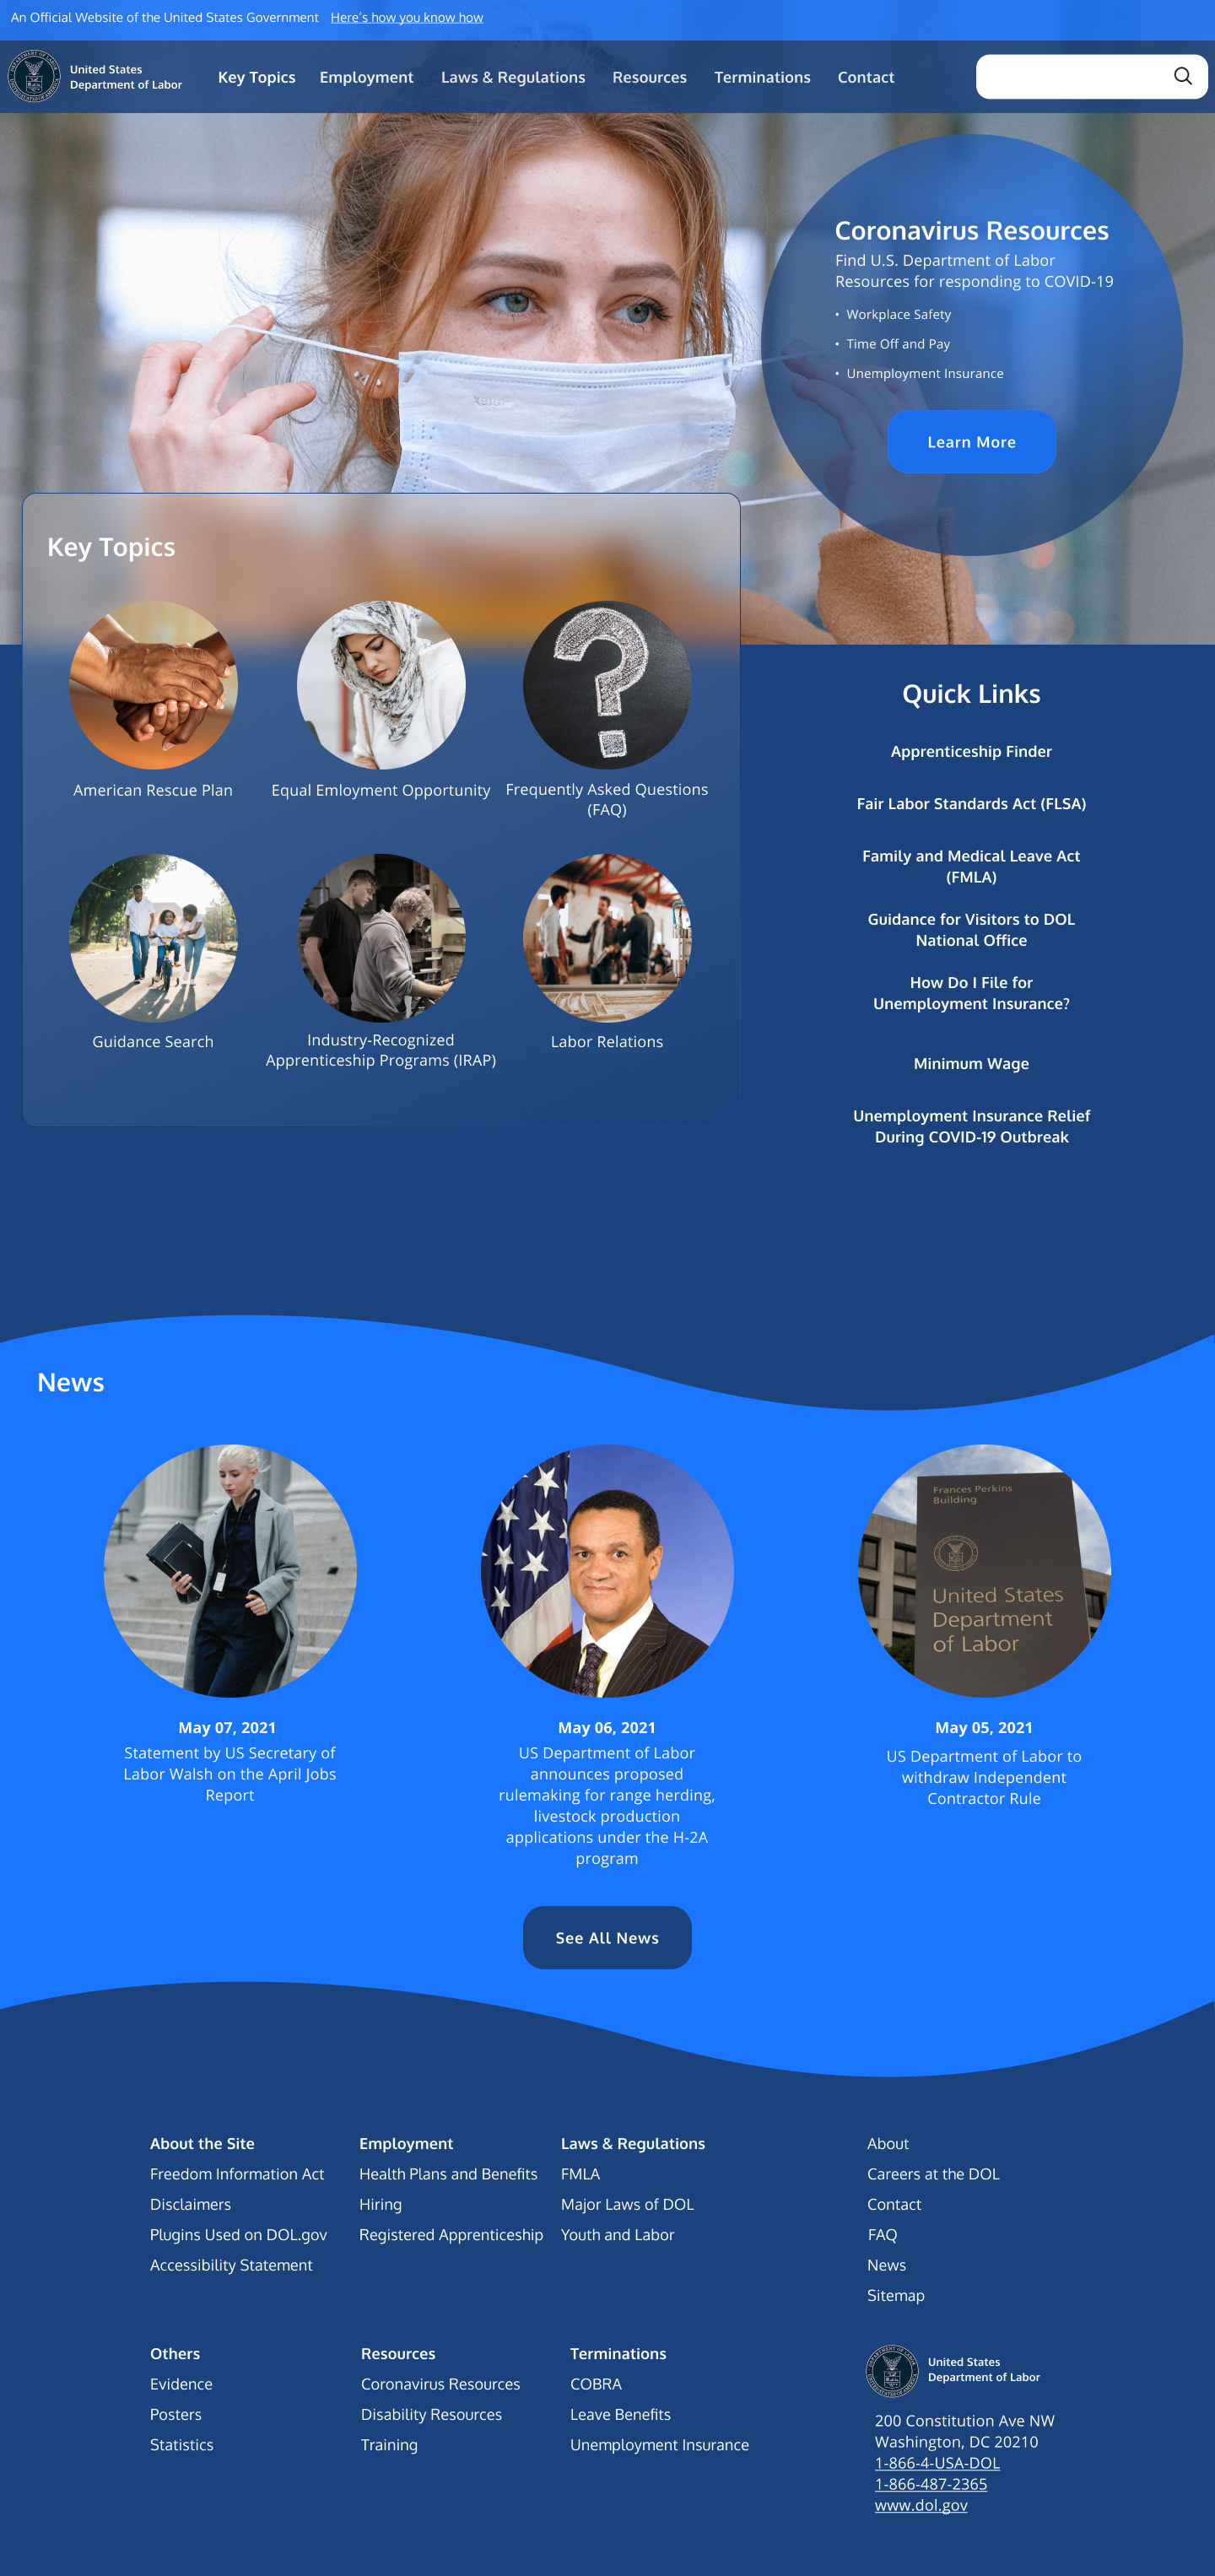 An Official Website of the United States Government Here's how you know how
United States
Department of Labor
Key Topics Employment Laws & Regulations Resources Terminations Contact
Coronavirus Resources
Find U.S. Department of Labor
Resources for responding to COVID-19
• Workplace Safety
• Time Off and Pay
• Unemployment Insurance
Learn More
Key Topics
American Rescue Plan
Equal Emloyment Opportunity
Frequently Asked Questions
(FAQ)
Guidance Search
Industry-Recognized
Apprenticeship Programs (IRAP)
Labor Relations
Quick Links
Apprenticeship Finder
Fair Labor Standards Act (FLSA)
Family and Medical Leave Act
(FMLA)
Guidance for Visitors to DOL
National Office
How Do I File for
Unemployment Insurance?
Minimum Wage
Unemployment Insurance Relief
During COVID-19 Outbreak
News
Frances Perkins
Building
United States
Department
of Labor
May 07, 2021
Statement by US Secretary of
Labor Walsh on the April Jobs
Report
May 06, 2021
US Department of Labor
announces proposed
rulemaking for range herding,
livestock production
applications under the H-2A
program
May 05, 2021
US Department of Labor to
withdraw Independent
Contractor Rule
See All News
About the Site
Freedom Information Act
Disclaimers
Plugins Used on DOL.gov
Accessibility Statement
Employment
Health Plans and Benefits
Hiring
Registered Apprenticeship
Laws & Regulations
FMLA
Major Laws of DOL
Youth and Labor
About
Careers at the DOL
Contact
FAQ
News
Sitemap
Others
Evidence
Posters
Statistics
Resources
Coronavirus Resources
Disability Resources
Training
Terminations
COBRA
Leave Benefits
Unemployment Insurance
United States
Department of Labor
200 Constitution Ave NW
Washington, DC 20210
1-866-4-USA-DOL
1-866-487-2365
www.dol.gov